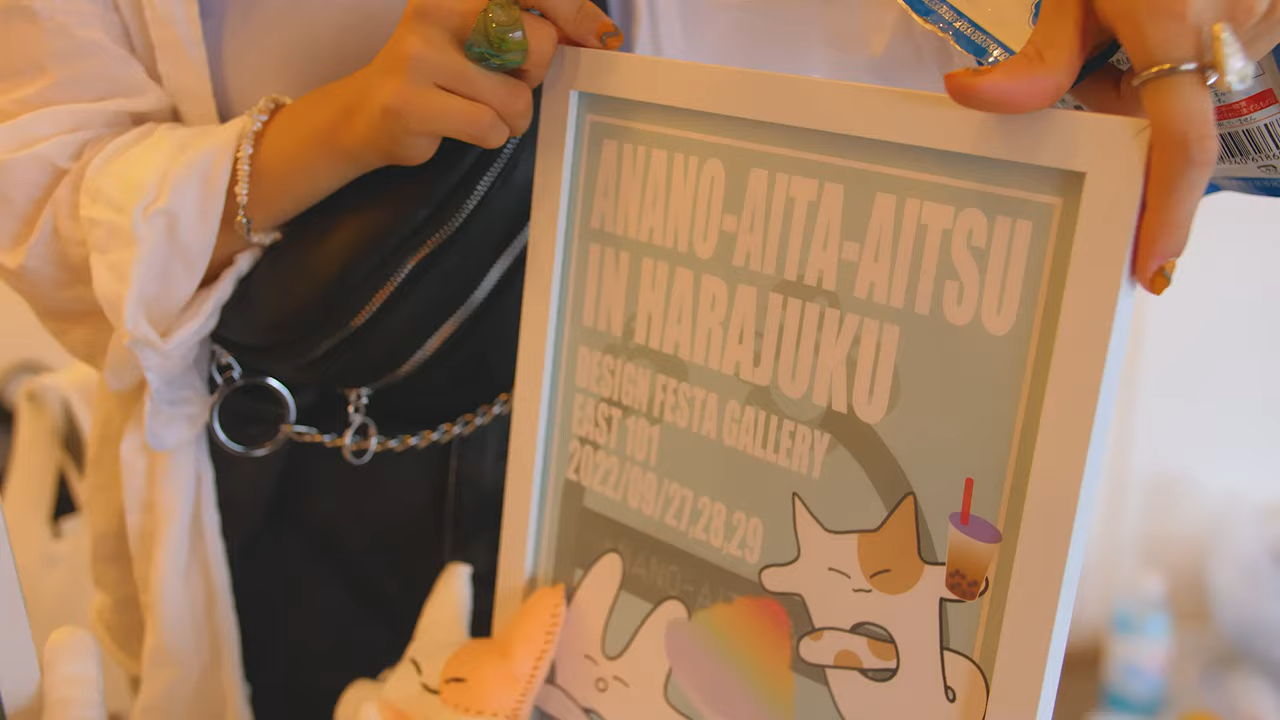 ANANO-AITA-AITSU
IN HARAJUKU
DESIGN FESTA GALLERY
EAST 101
2022/09/27,28,29